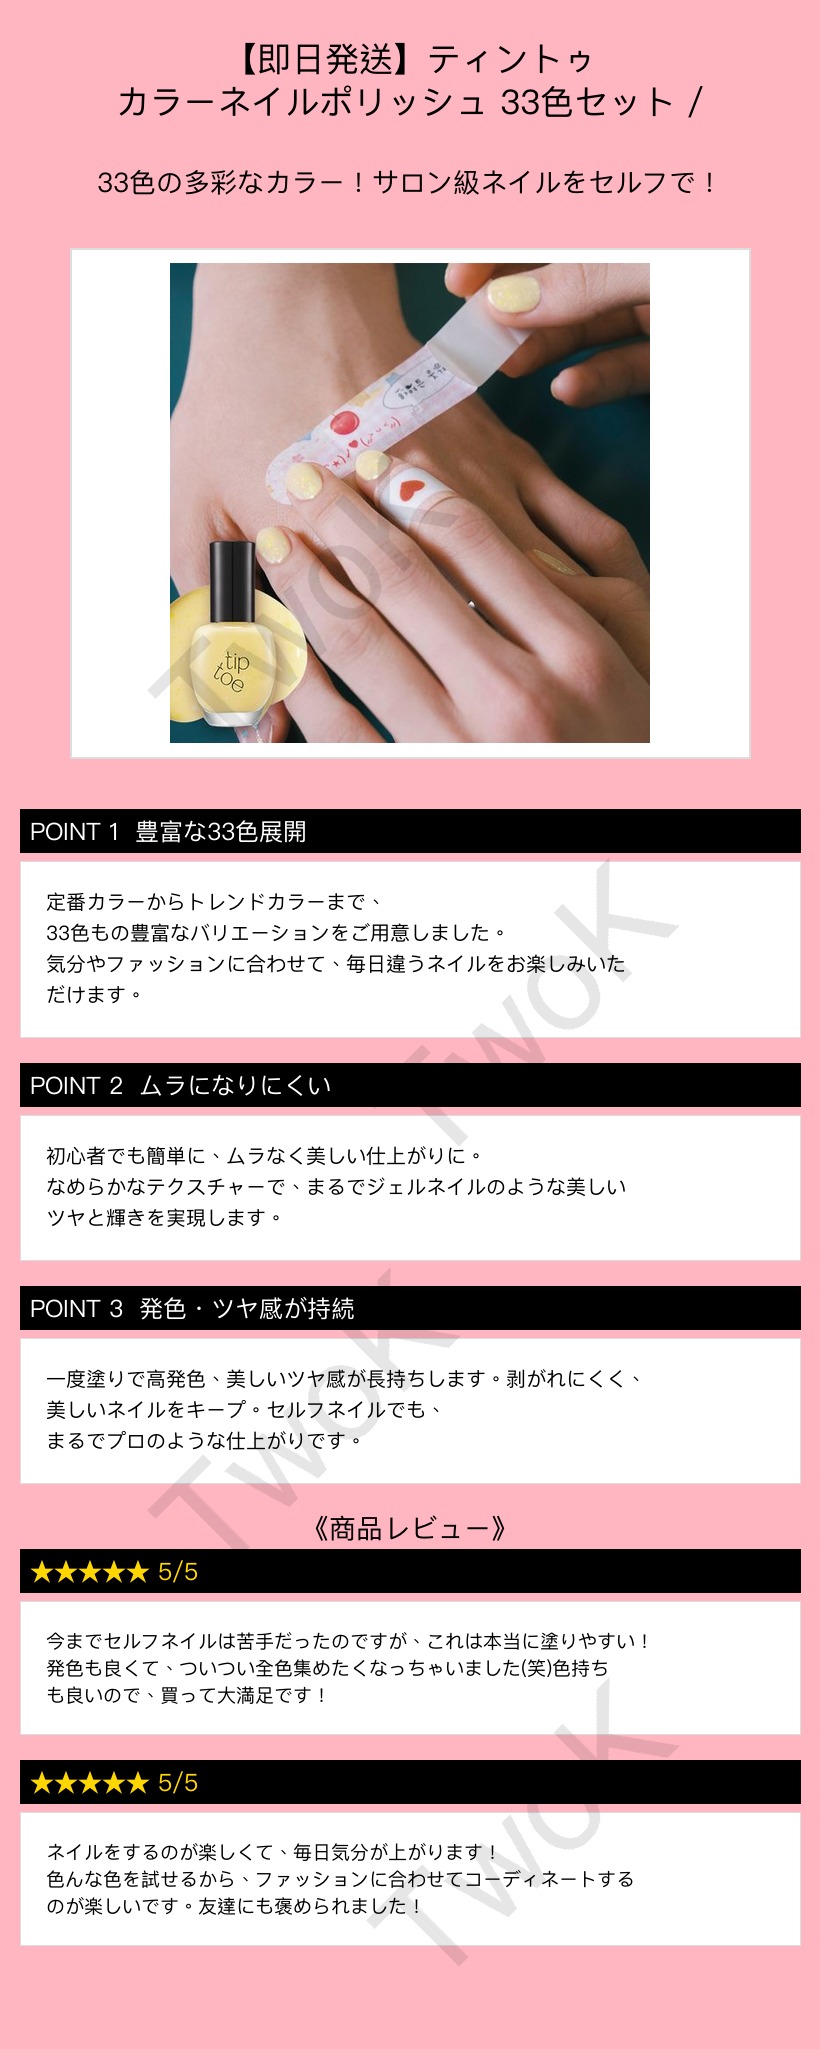 【即日発送】ティントゥ
カラーネイルポリッシュ 33色セット /
33色の多彩なカラー！サロン級ネイルをセルフで！
tip
toe
TwoK
POINT 1 豊富な33色展開
定番カラーからトレンドカラーまで、
33色もの豊富なバリエーションをご用意しました。
気分やファッションに合わせて、毎日違うネイルをお楽しみいた
だけます。
TwoK
POINT 2 ムラになりにくい
初心者でも簡単に、ムラなく美しい仕上がりに。
なめらかなテクスチャーで、まるでジェルネイルのような美しい
ツヤと輝きを実現します。
POINT 3 発色・ツヤ感が持続
一度塗りで高発色、美しいツヤ感が長持ちします。剥がれにくく、
美しいネイルをキープ。セルフネイルでも、
まるでプロのような仕上がりです。
TwoK
《商品レビュー》
★★★★★ 5/5
今までセルフネイルは苦手だったのですが、これは本当に塗りやすい！
発色も良くて、ついつい全色集めたくなっちゃいました(笑)色持ち
も良いので、買って大満足です！
★★★★★ 5/5
ネイルをするのが楽しくて、毎日気分が上がります！
色んな色を試せるから、ファッションに合わせてコーディネートする
のが楽しいです。友達にも褒められました！
TwoK